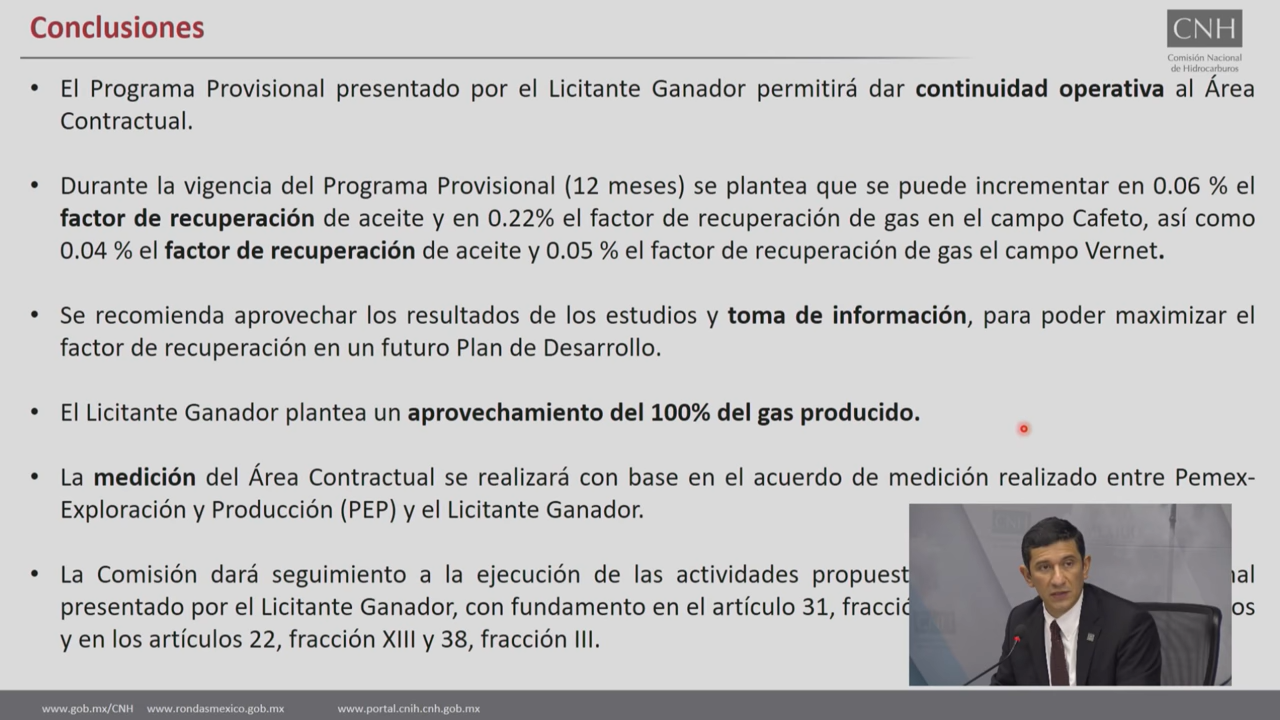 Conclusiones
CNH
Comisión Nacional
de Hidrocarburos
• El Programa Provisional presentado por el Licitante Ganador permitirá dar continuidad operativa al Área
Contractual.
• Durante la vigencia del Programa Provisional (12 meses) se plantea que se puede incrementar en 0.06 % el
factor de recuperación de aceite y en 0.22% el factor de recuperación de gas en el campo Cafeto, así como
0.04 % el factor de recuperación de aceite y 0.05 % el factor de recuperación de gas el campo Vernet.
• Se recomienda aprovechar los resultados de los estudios y toma de información, para poder maximizar el
factor de recuperación en un futuro Plan de Desarrollo.
• El Licitante Ganador plantea un aprovechamiento del 100% del gas producido.
• La medición del Área Contractual se realizará con base en el acuerdo de medición realizado entre Pemex-
Exploración y Producción (PEP) y el Licitante Ganador.
• La Comisión dará seguimiento a la ejecución de las actividades
presentado por el Licitante Ganador, con fundamento en el artículo 31,
y en los artículos 22, fracción XIII y 38, fracción III.
www.gob.mx/CNH www.rondasmexico.gob.mx www.portal.cnih.cnh.gob.mx